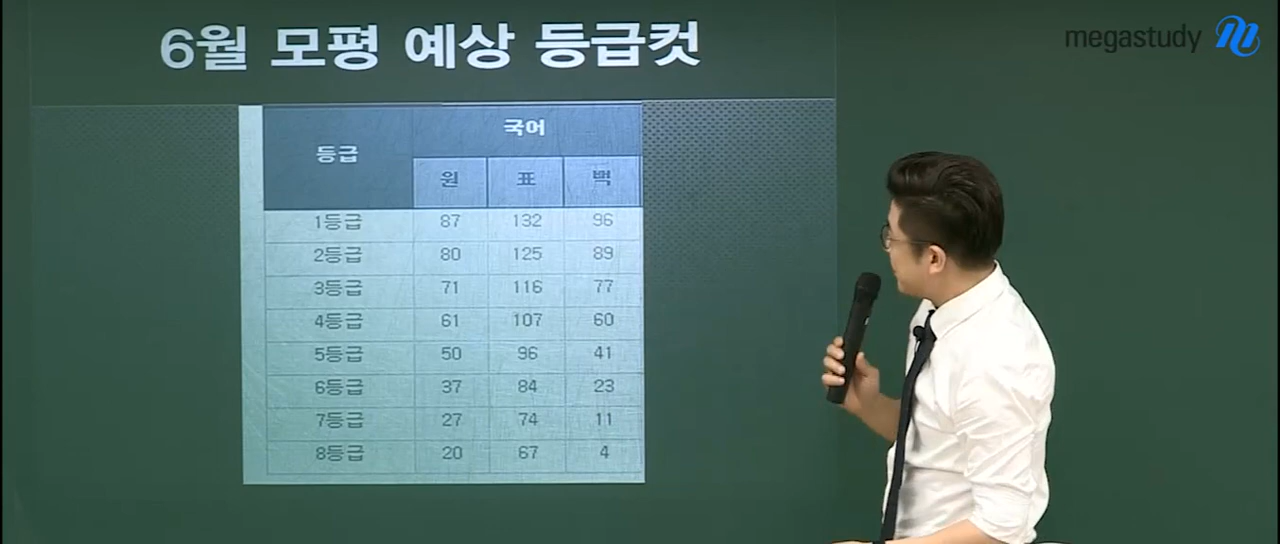 6월 모평 예상 등급컷
megastudy
등급 국어
원 표 백
1등급 87 132 96
2등급 80 125 89
3등급 71 116 77
4등급 61 107 60
5등급 50 96 41
6등급 37 84 23
7등급 27 74 11
8등급 20 67 4